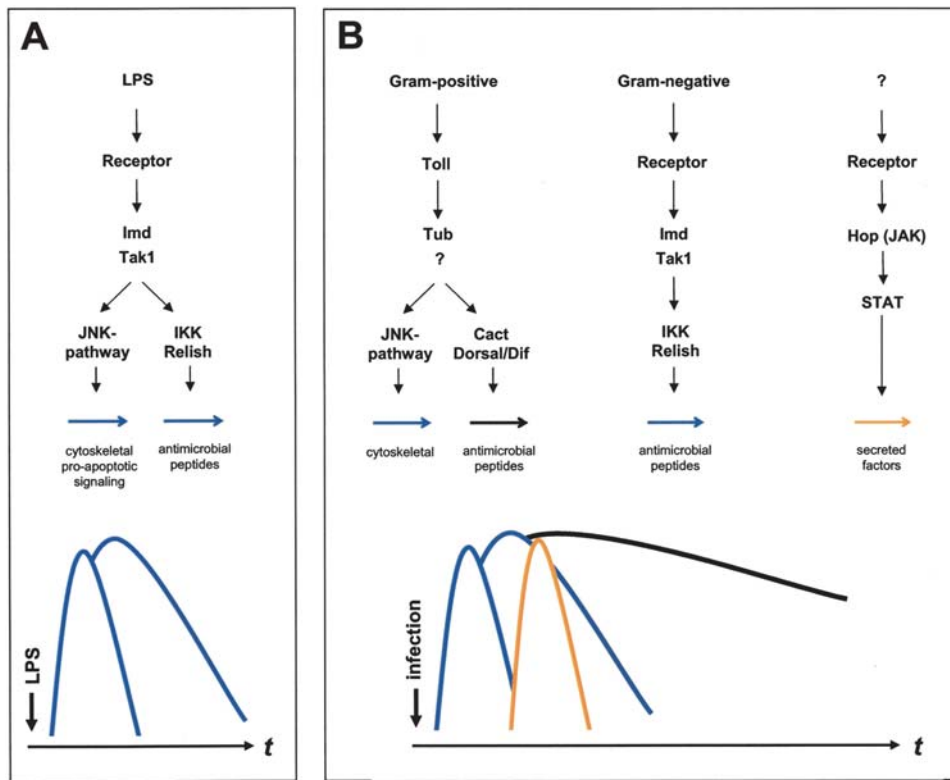 A
LPS
Receptor
Imd
Tak1
JNK-
pathway
IKK
Relish
cytoskeletal
pro-apoptotic
signaling
antimicrobial
peptides
LPS
t
B
Gram-positive
Toll
Tub
?
JNK-
pathway
Cact
Dorsal/Dif
cytoskeletal
antimicrobial
peptides
Gram-negative
Receptor
Imd
Tak1
IKK
Relish
antimicrobial
peptides
?
Receptor
Hop (JAK)
STAT
secreted
factors
infection
t